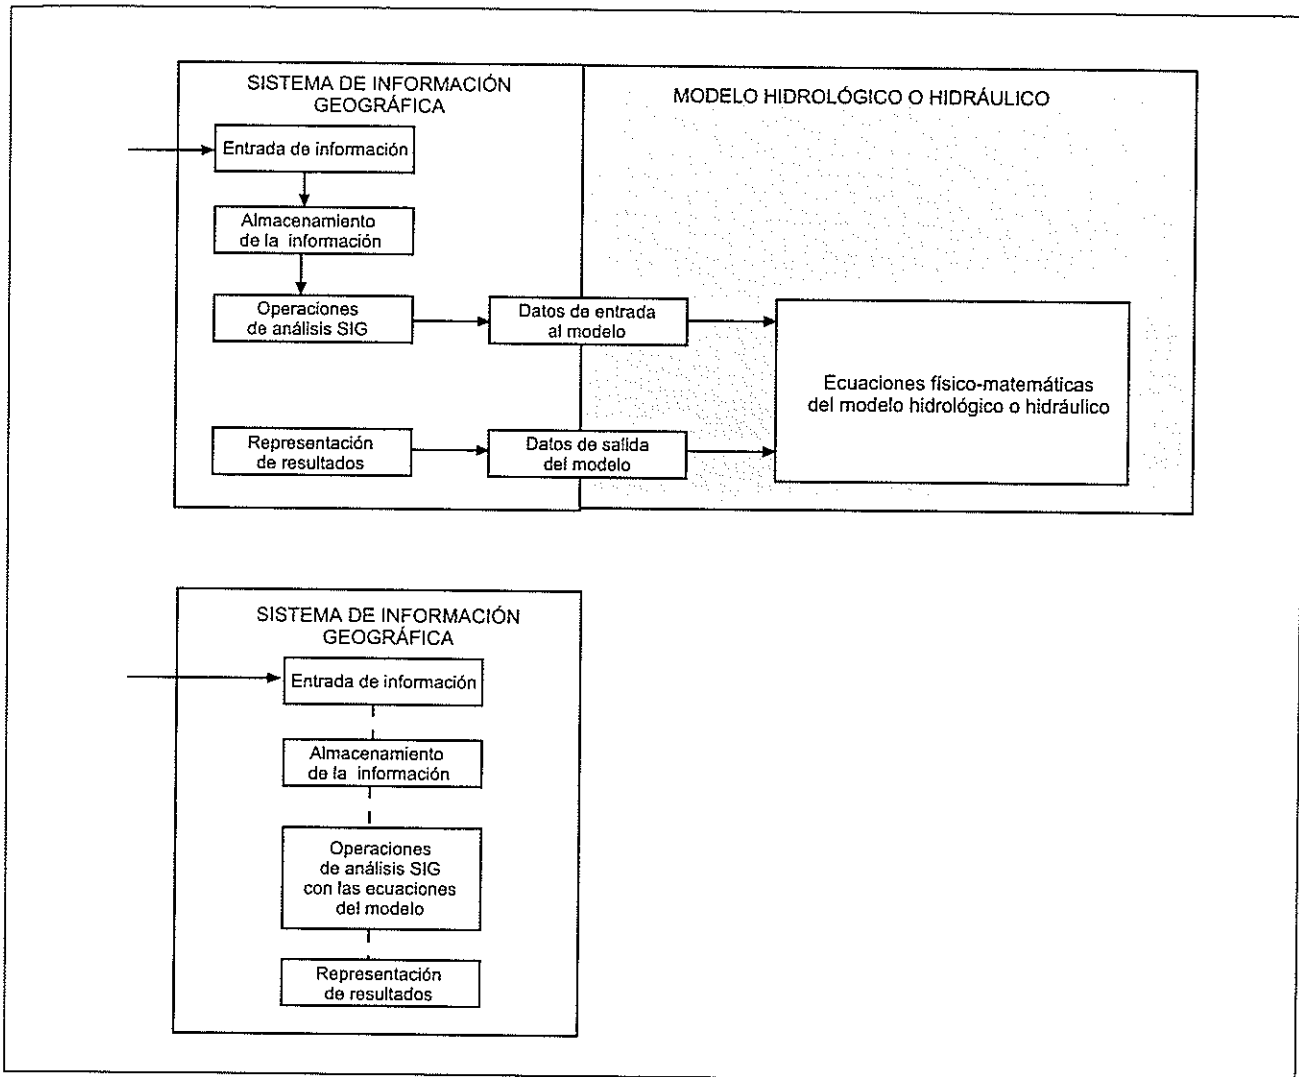 SISTEMA DE INFORMACIÓN
GEOGRÁFICA
MODELO HIDROLÓGICO O HIDRÁULICO
Entrada de información
Almacenamiento
de la información
Operaciones
de análisis SIG
Datos de entrada
al modelo
Ecuaciones físico-matemáticas
del modelo hidrológico o hidráulico
Representación
de resultados
Datos de salida
del modelo
SISTEMA DE INFORMACIÓN
GEOGRÁFICA
Entrada de información
Almacenamiento
de la información
Operaciones
de análisis SIG
con las ecuaciones
del modelo
Representación
de resultados